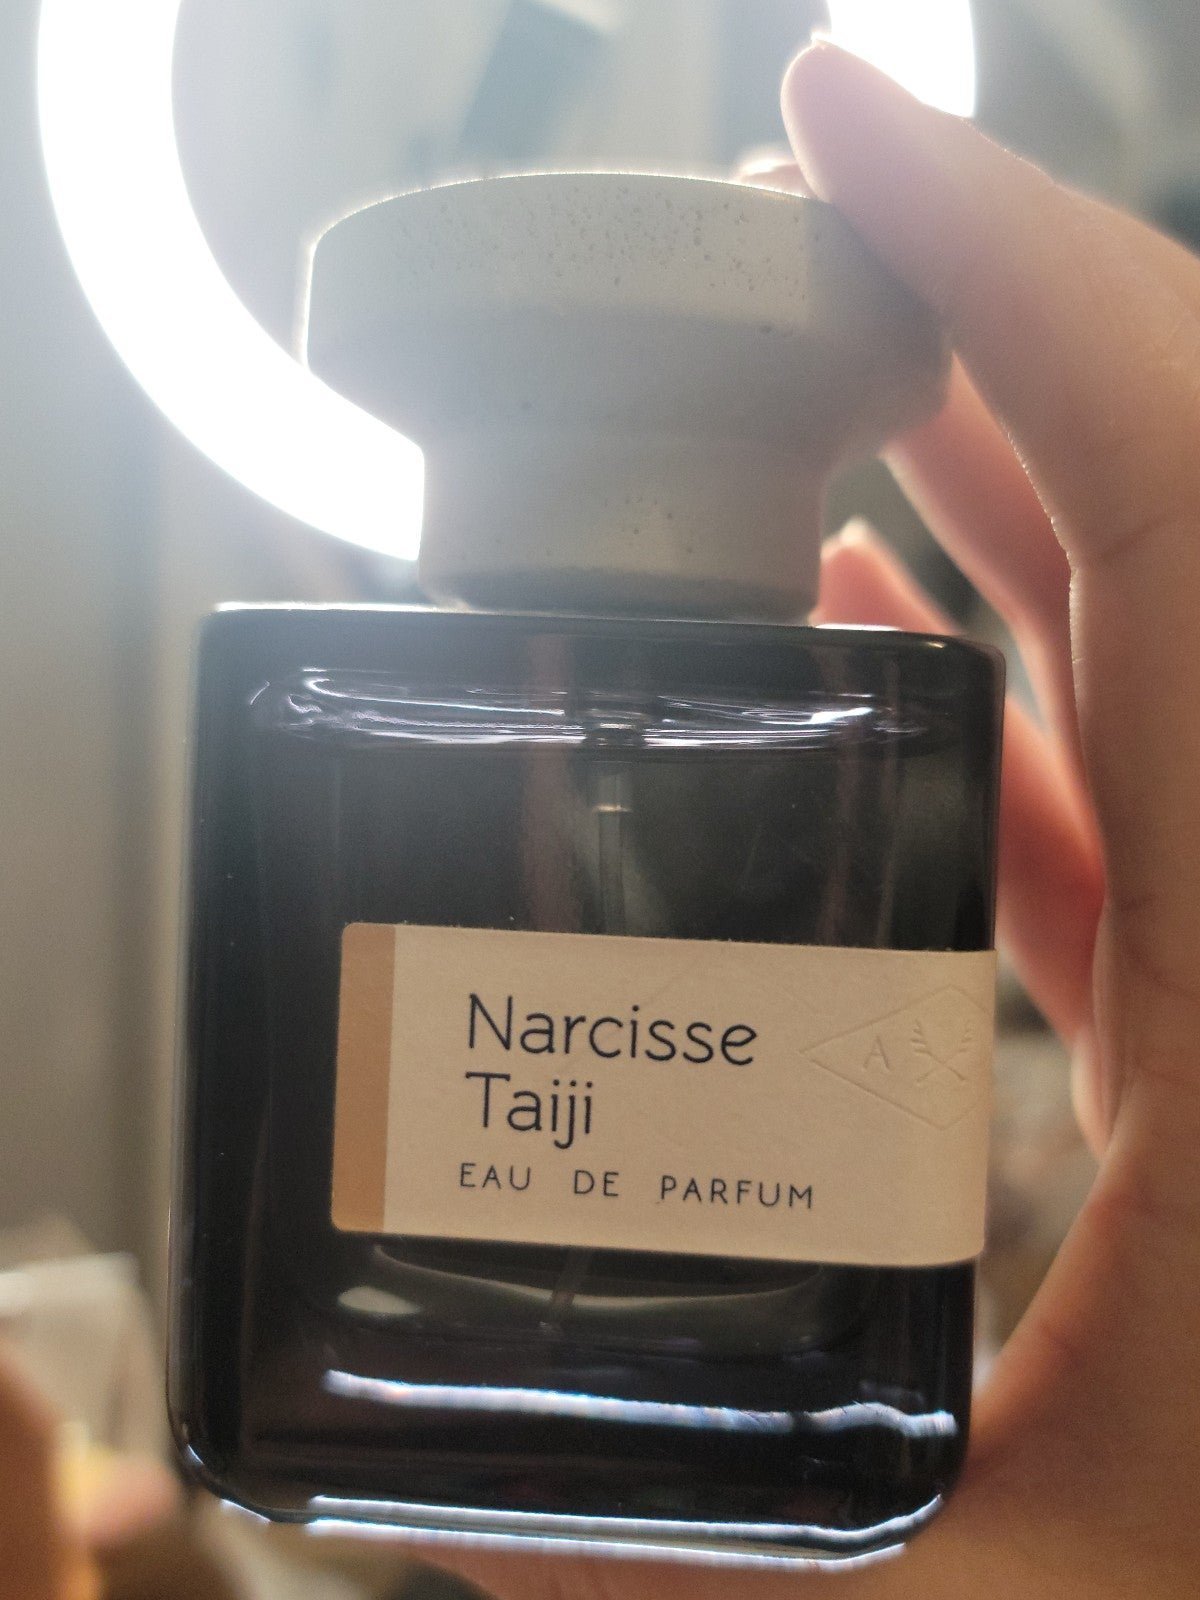 Narcisse
Taiji
EAU DE PARFUM
A